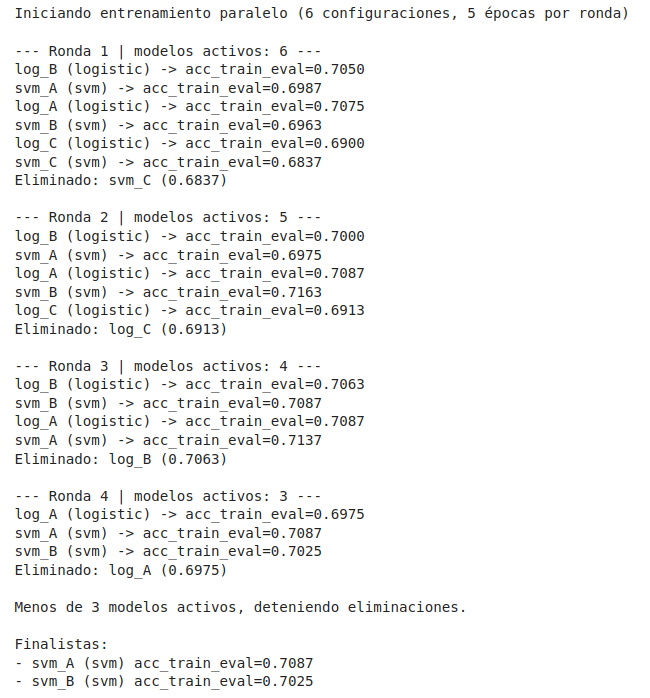 Iniciando entrenamiento paralelo (6 configuraciones, 5 épocas por ronda)
--- Ronda 1 | modelos activos: 6 ---
log_B (logistic) -> acc_train_eval=0.7050
svm_A (svm) -> acc_train_eval=0.6987
log_A (logistic) -> acc_train_eval=0.7075
svm_B (svm) -> acc_train_eval=0.6963
log_C (logistic) -> acc_train_eval=0.6900
svm_C (svm) -> acc_train_eval=0.6837
Eliminado: svm_C (0.6837)
--- Ronda 2 | modelos activos: 5 ---
log_B (logistic) -> acc_train_eval=0.7000
svm_A (svm) -> acc_train_eval=0.6975
log_A (logistic) -> acc_train_eval=0.7087
svm_B (svm) -> acc_train_eval=0.7163
log_C (logistic) -> acc_train_eval=0.6913
Eliminado: log_C (0.6913)
--- Ronda 3 | modelos activos: 4 ---
log_B (logistic) -> acc_train_eval=0.7063
svm_B (svm) -> acc_train_eval=0.7087
log_A (logistic) -> acc_train_eval=0.7087
svm_A (svm) -> acc_train_eval=0.7137
Eliminado: log_B (0.7063)
--- Ronda 4 | modelos activos: 3 ---
log_A (logistic) -> acc_train_eval=0.6975
svm_A (svm) -> acc_train_eval=0.7087
svm_B (svm) -> acc_train_eval=0.7025
Eliminado: log_A (0.6975)
Menos de 3 modelos activos, deteniendo eliminaciones.
Finalistas:
- svm_A (svm) acc_train_eval=0.7087
- svm_B (svm) acc_train_eval=0.7025